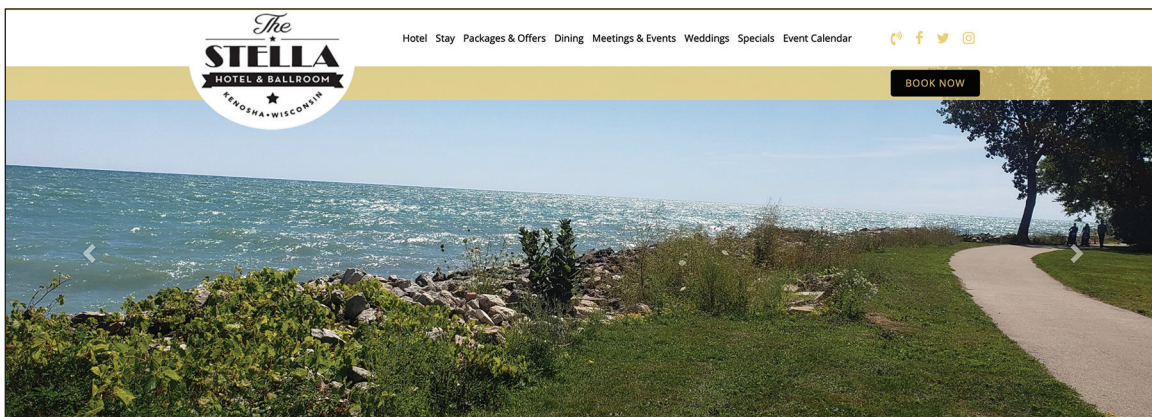 The
STELLA
HOTEL & BALLROOM
KENOSHA • WISCONSIN
Hotel Stay Packages & Offers Dining Meetings & Events Weddings Specials Event Calendar
BOOK NOW